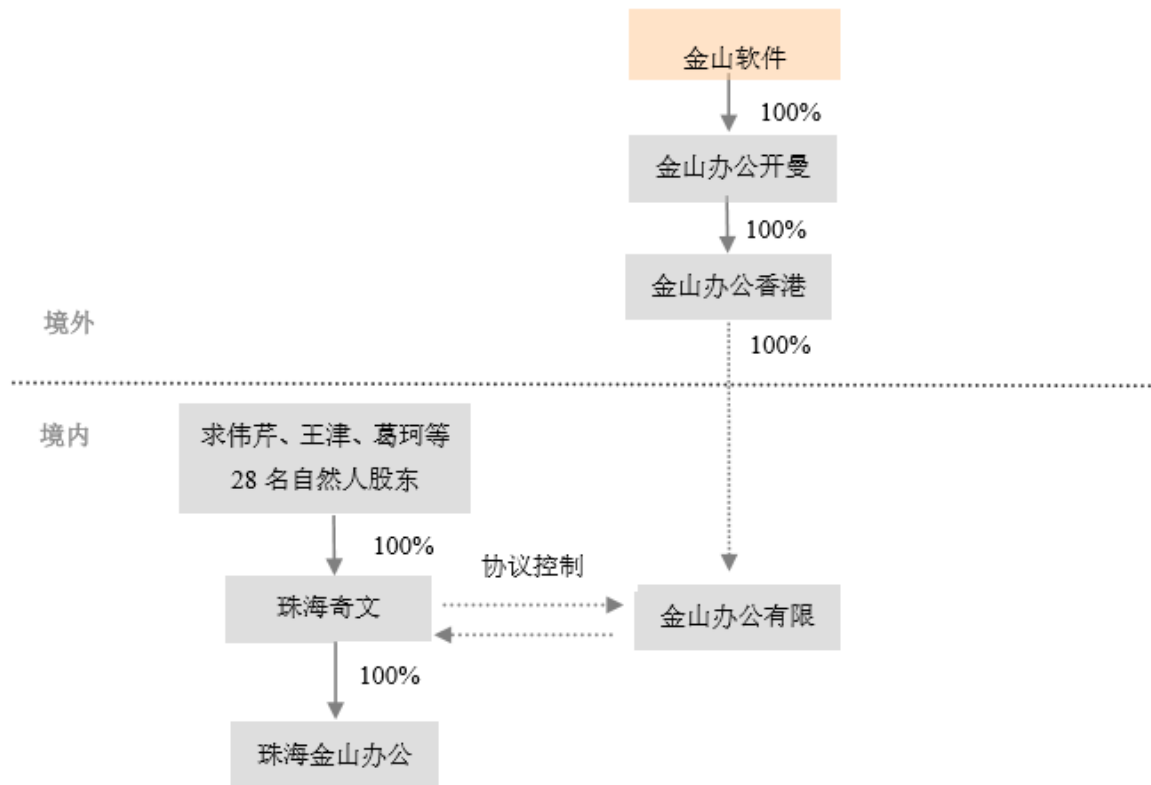 金山软件
100%
金山办公开曼
100%
金山办公香港
境外
100%
境内
求伟芹、王津、葛珂等
28 名自然人股东
100%
协议控制
珠海奇文
金山办公有限
100%
珠海金山办公